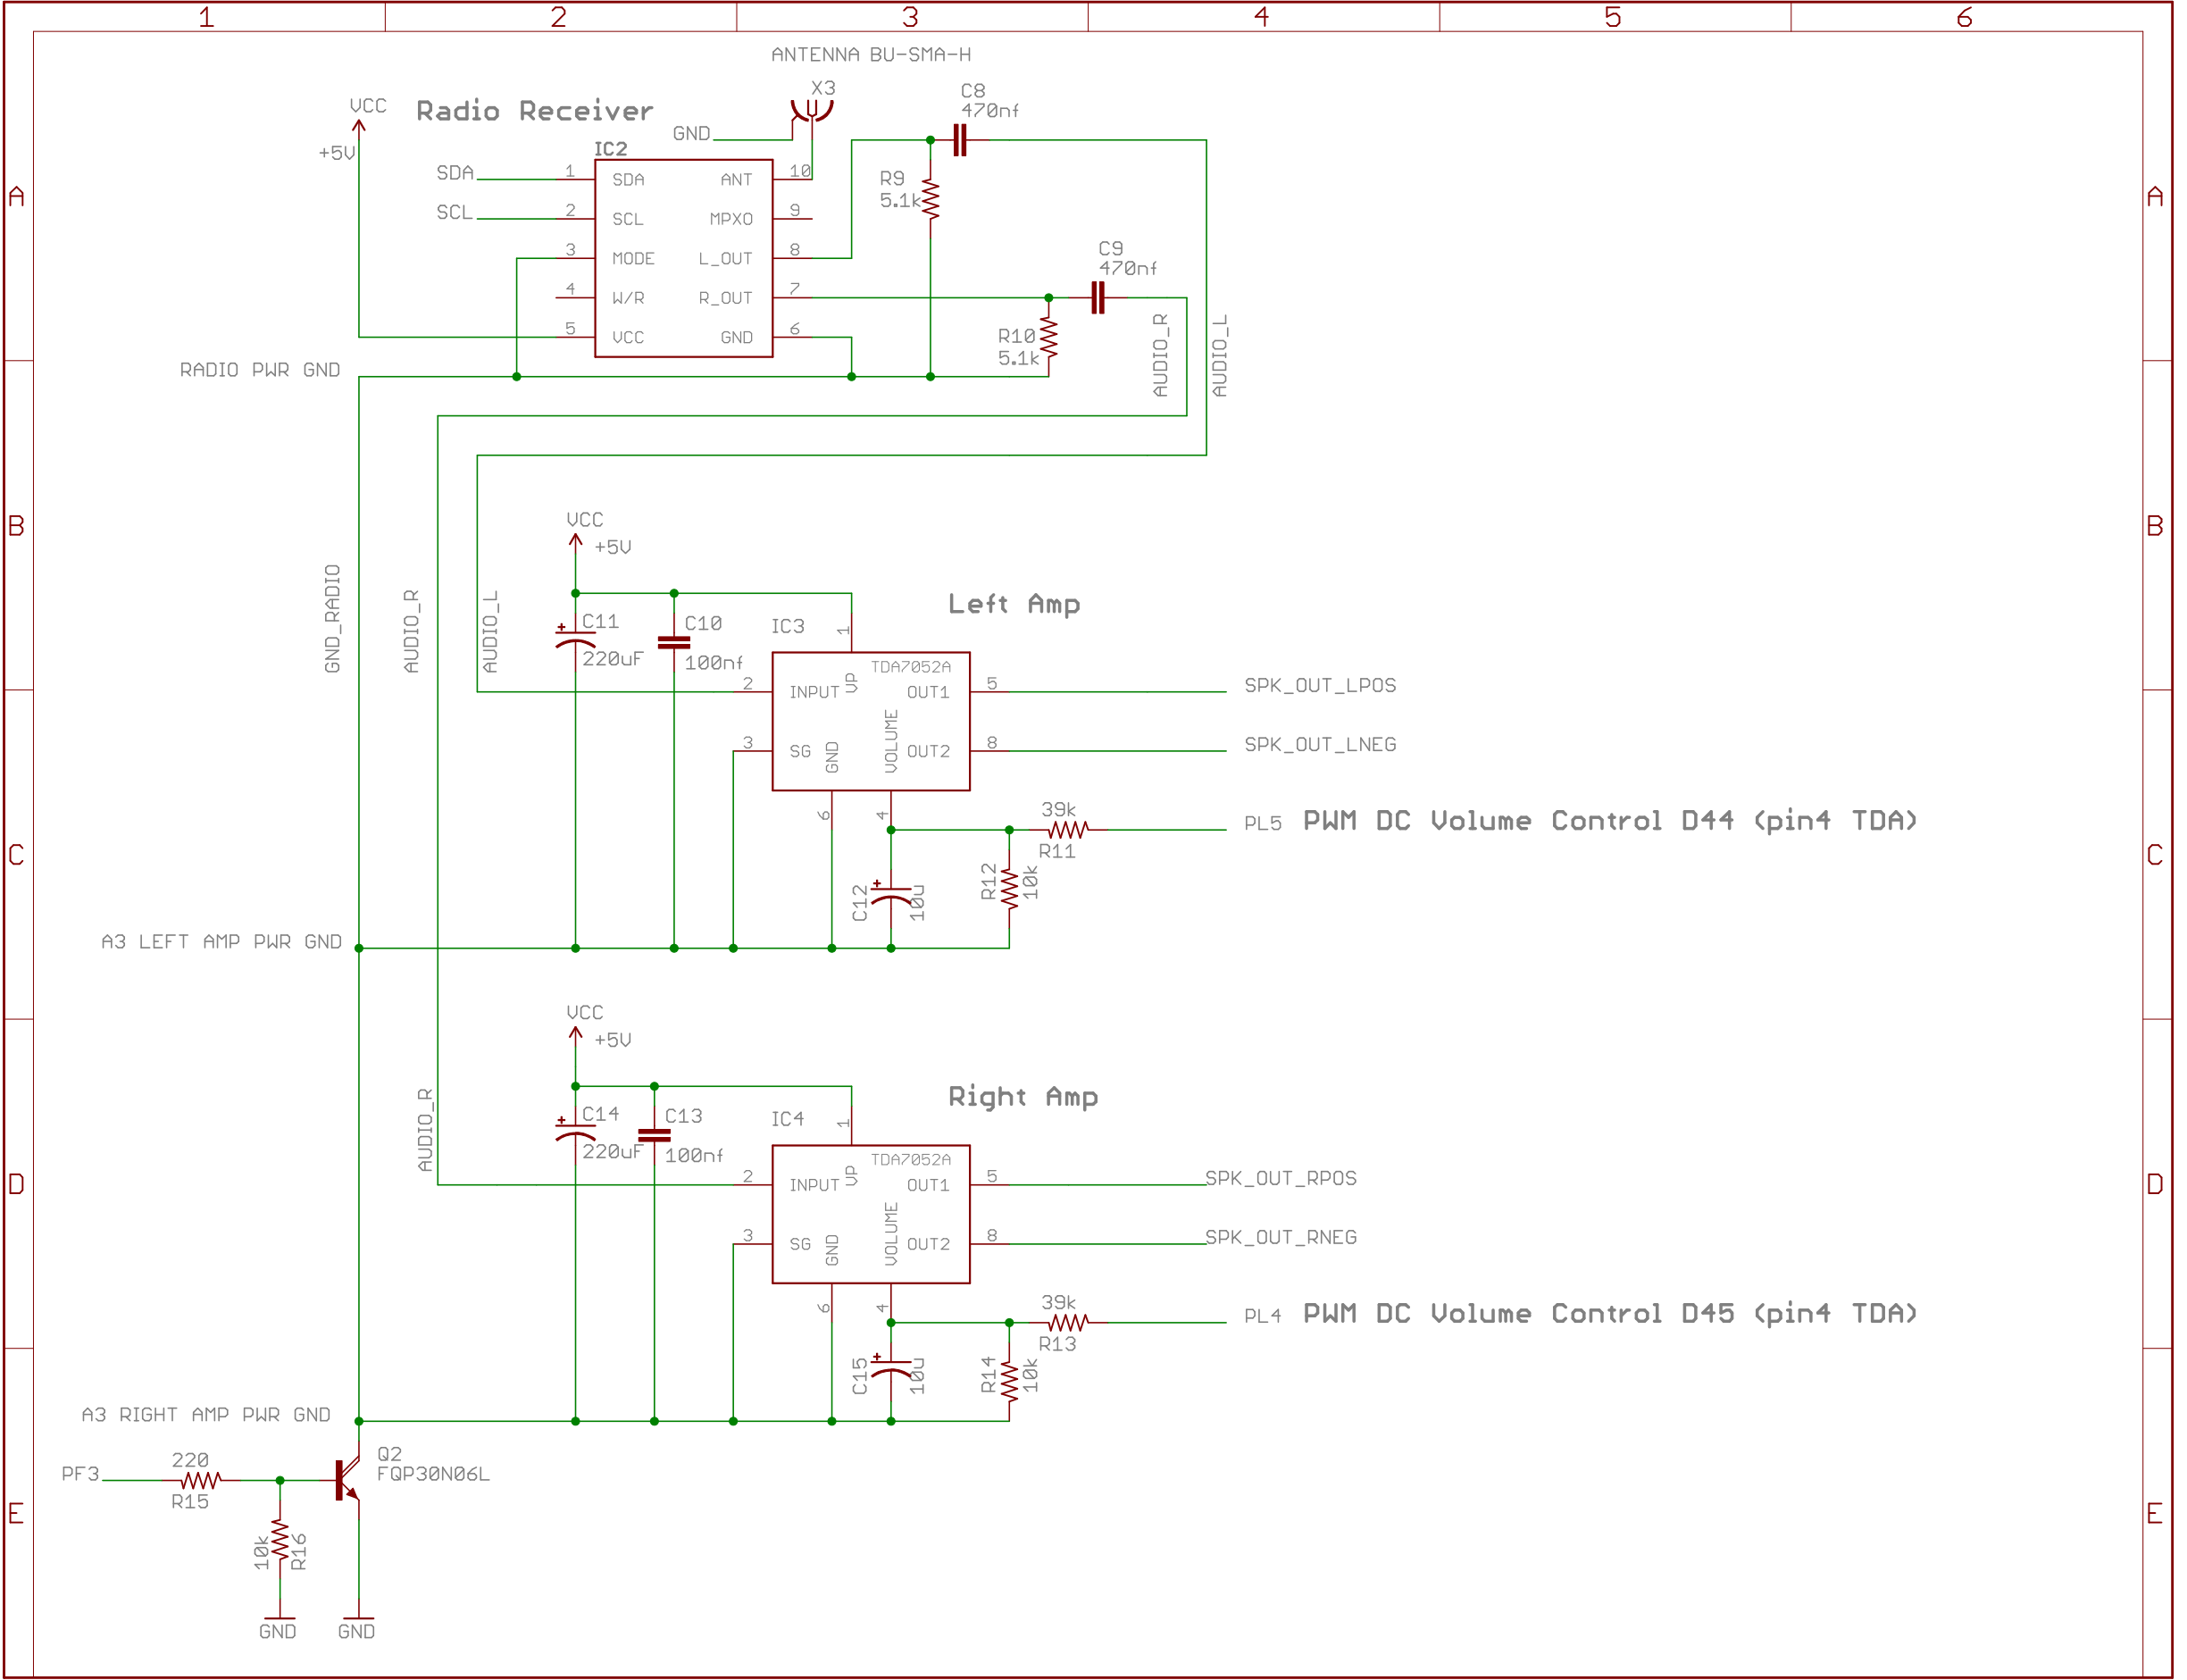 1 2 3 4 5 6
ANTENNA BU-SMA-H
X3
C8
470nf
VCC
+5V
Radio Receiver
GND
IC2
SDA
SCL
1 SDA
2 SCL
3 MODE
4 W/R
5 VCC
ANT 10
MPXO 9
L_OUT 8
R_OUT 7
GND 6
R9
5.1k
C9
470nf
R10
5.1k
AUDIO_R
AUDIO_L
A
A
RADIO PWR GND
B
B
VCC
+5V
GND_RADIO
AUDIO_R
AUDIO_L
Left Amp
C11
220uF
C10
100nf
IC3
1
TDA7052A
VP
2 INPUT
OUT1 5
3 SG
GND
VOLUME
OUT2 8
6
4
SPK_OUT_LPOS
SPK_OUT_LNEG
39k
R11
PL5
PWM DC Volume Control D44 (pin4 TDA)
C
C
C12
10u
R12
10k
A3 LEFT AMP PWR GND
VCC
+5V
AUDIO_R
Right Amp
C14
220uF
C13
100nf
IC4
1
TDA7052A
VP
2 INPUT
OUT1 5
3 SG
GND
VOLUME
OUT2 8
6
4
SPK_OUT_RPOS
SPK_OUT_RNEG
D
D
39k
R13
PL4
PWM DC Volume Control D45 (pin4 TDA)
C15
10u
R14
10k
A3 RIGHT AMP PWR GND
PF3
220
R15
Q2
FQP30N06L
10k
R16
E
E
GND
GND